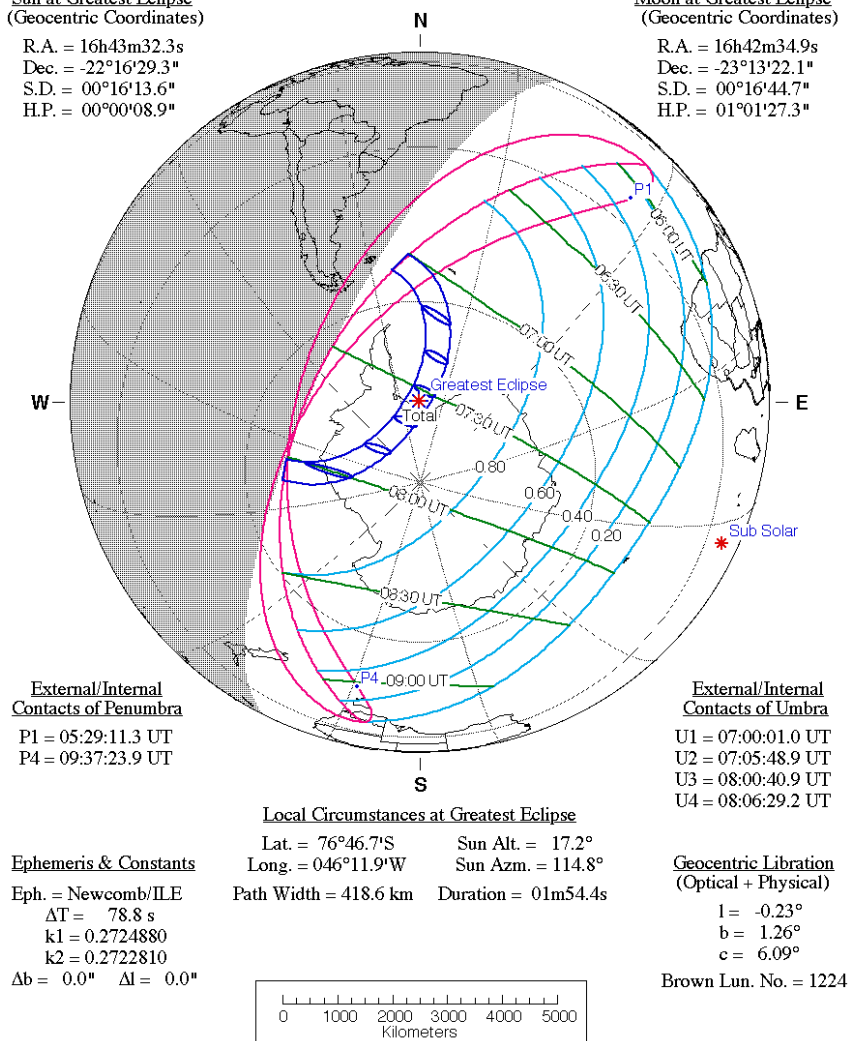 Sun at Greatest Eclipse
(Geocentric Coordinates)
R.A. = 16h43m32.3s
Dec. = -22°16'29.3"
S.D. = 00°16'13.6"
H.P. = 00°00'08.9"
Moon at Greatest Eclipse
(Geocentric Coordinates)
R.A. = 16h42m34.9s
Dec. = -23°13'22.1"
S.D. = 00°16'44.7"
H.P. = 01°01'27.3"
N
P1
06:00 UT
06:30 UT
07:00 UT
Greatest Eclipse
W
E
Total
07:30 UT
0.80
0.60
0.40
0.20
08:00 UT
Sub Solar
08:30 UT
P4
09:00 UT
S
External/Internal
Contacts of Penumbra
P1 = 05:29:11.3 UT
P4 = 09:37:23.9 UT
External/Internal
Contacts of Umbra
U1 = 07:00:01.0 UT
U2 = 07:05:48.9 UT
U3 = 08:00:40.9 UT
U4 = 08:06:29.2 UT
Local Circumstances at Greatest Eclipse
Lat. = 76°46.7'S Sun Alt. = 17.2°
Long. = 046°11.9'W Sun Azm. = 114.8°
Path Width = 418.6 km Duration = 01m54.4s
Ephemeris & Constants
Eph. = Newcomb/ILE
ΔT = 78.8 s
k1 = 0.2724880
k2 = 0.2722810
Δb = 0.0" Δl = 0.0"
Geocentric Libration
(Optical + Physical)
l = -0.23°
b = 1.26°
c = 6.09°
Brown Lun. No. = 1224
0 1000 2000 3000 4000 5000
Kilometers